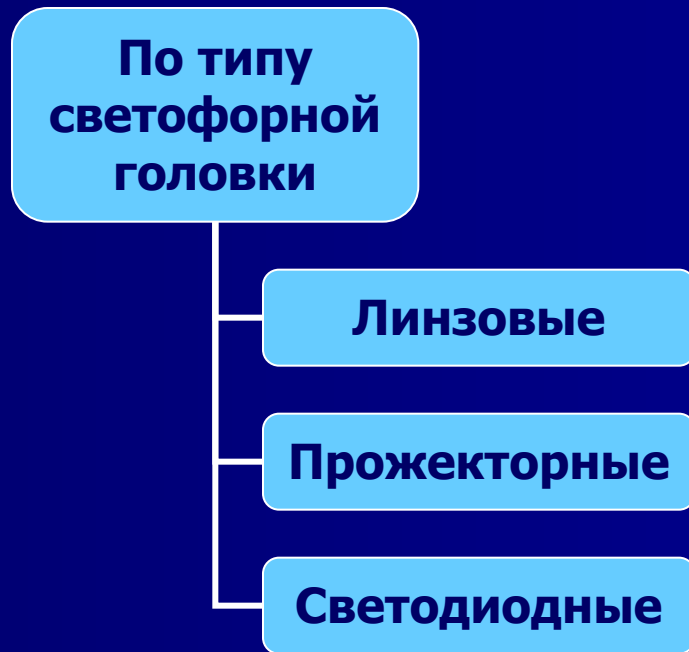 По типу
светофорной
головки
Линзовые
Прожекторные
Светодиодные